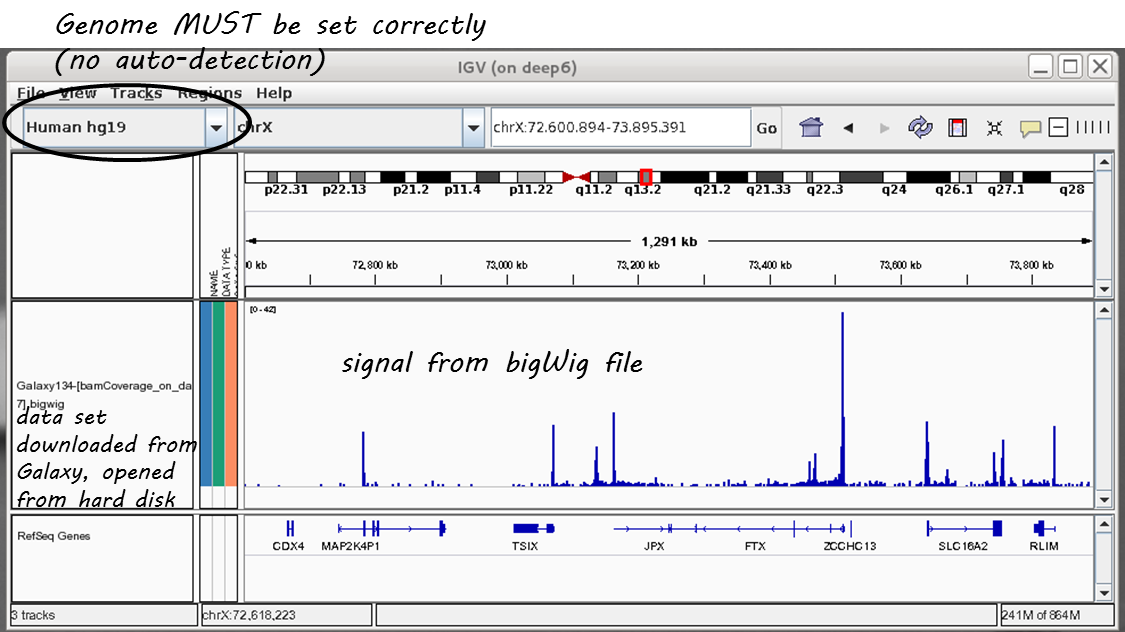 Genome MUST be set correctly
(no auto-detection)
IGV (on deep6)
File View Tracks Regions Help
Human hg19 chrX chrX:72.600.894-73.895.391 Go
p22.31 p22.13 p21.2 p11.4 p11.22 q11.2 q13.2 q21.2 q21.33 q22.3 q24 q26.1 q27.1 q28
1,291 kb
0 kb 72,800 kb 73,000 kb 73,200 kb 73,400 kb 73,600 kb 73,800 kb
NAME
DATA TYPE
[0 - 42]
signal from bigWig file
Galaxy134-[bamCoverage_on_da
7].bigwig
data set
downloaded from
Galaxy, opened
from hard disk
RefSeq Genes
CDX4 MAP2K4P1 TSIX JPX FTX ZCCHC13 SLC16A2 RLIM
3 tracks chrX:72,618,223 241M of 864M